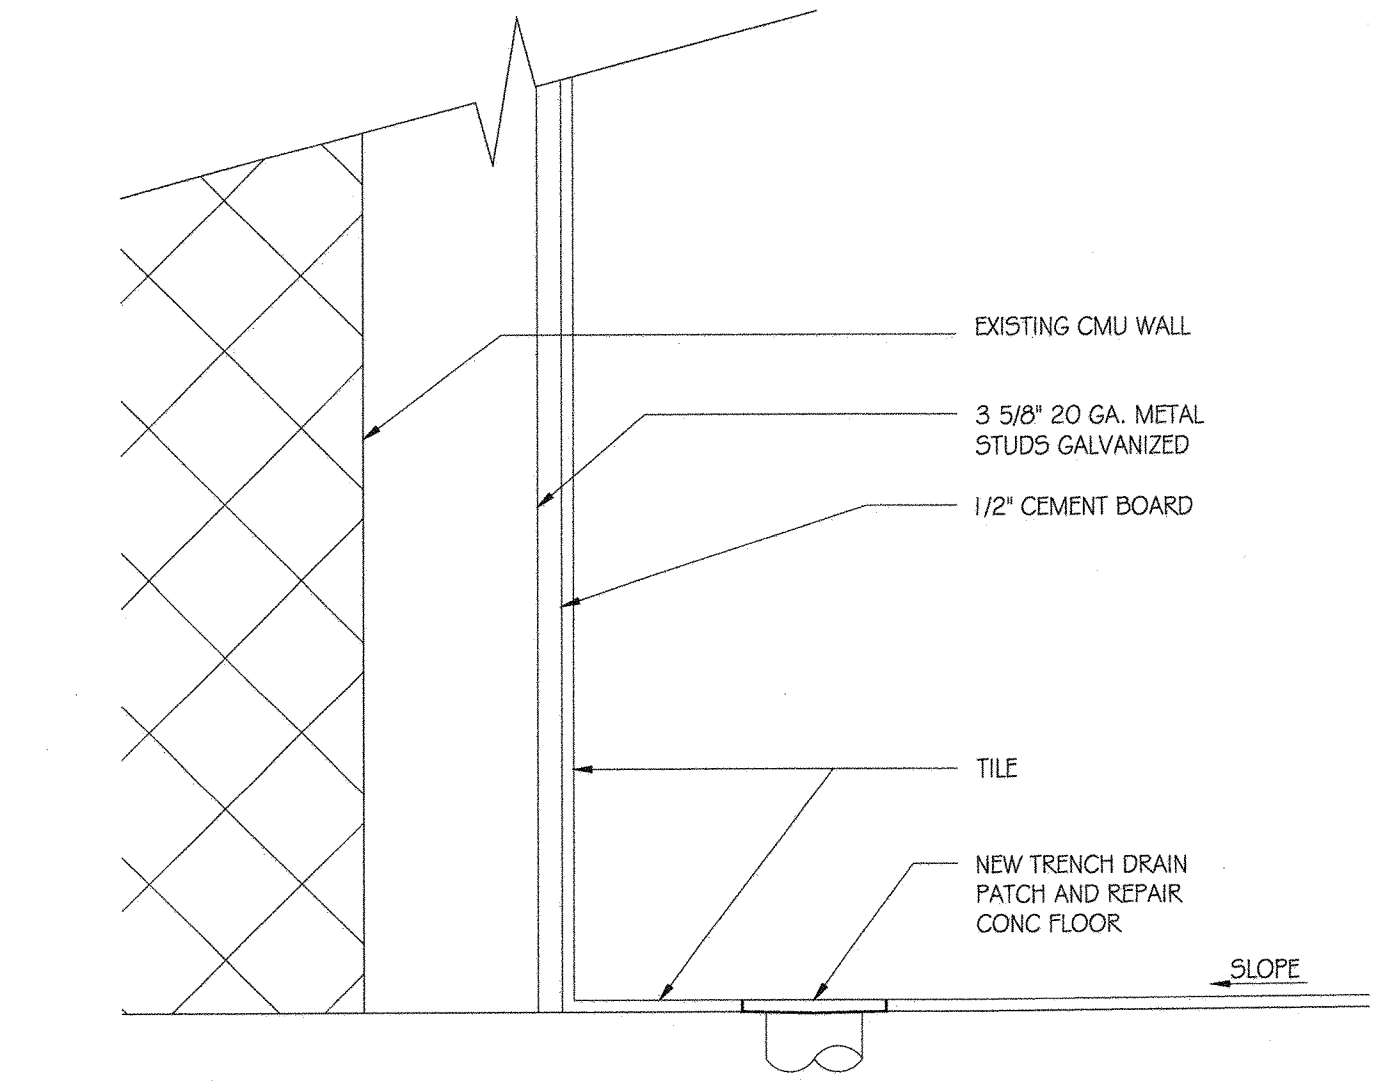 EXISTING CMU WALL
3 5/8" 20 GA. METAL
STUDS GALVANIZED
1/2" CEMENT BOARD
TILE
NEW TRENCH DRAIN
PATCH AND REPAIR
CONC FLOOR
SLOPE